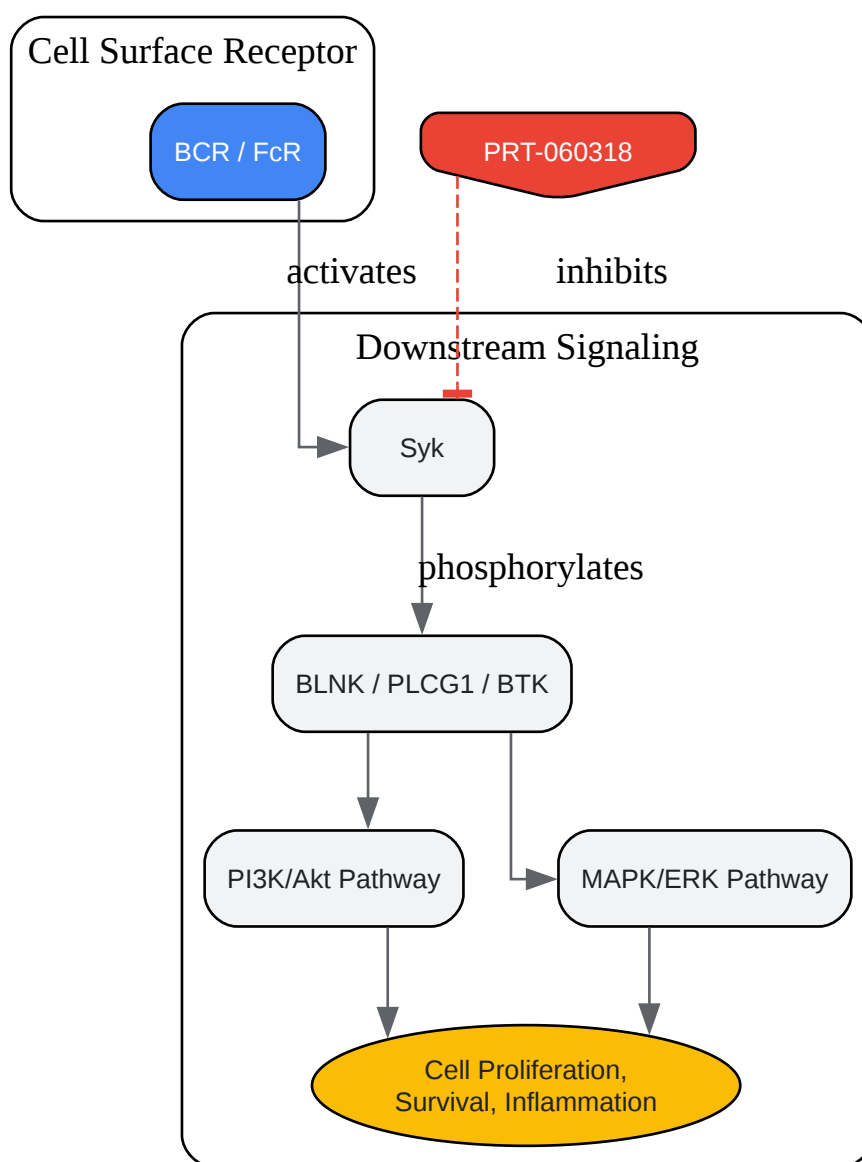 Cell Surface Receptor
BCR / FcR
PRT-060318
activates
inhibits
Downstream Signaling
Syk
phosphorylates
BLNK / PLCG1 / BTK
PI3K/Akt Pathway
MAPK/ERK Pathway
Cell Proliferation,
Survival, Inflammation